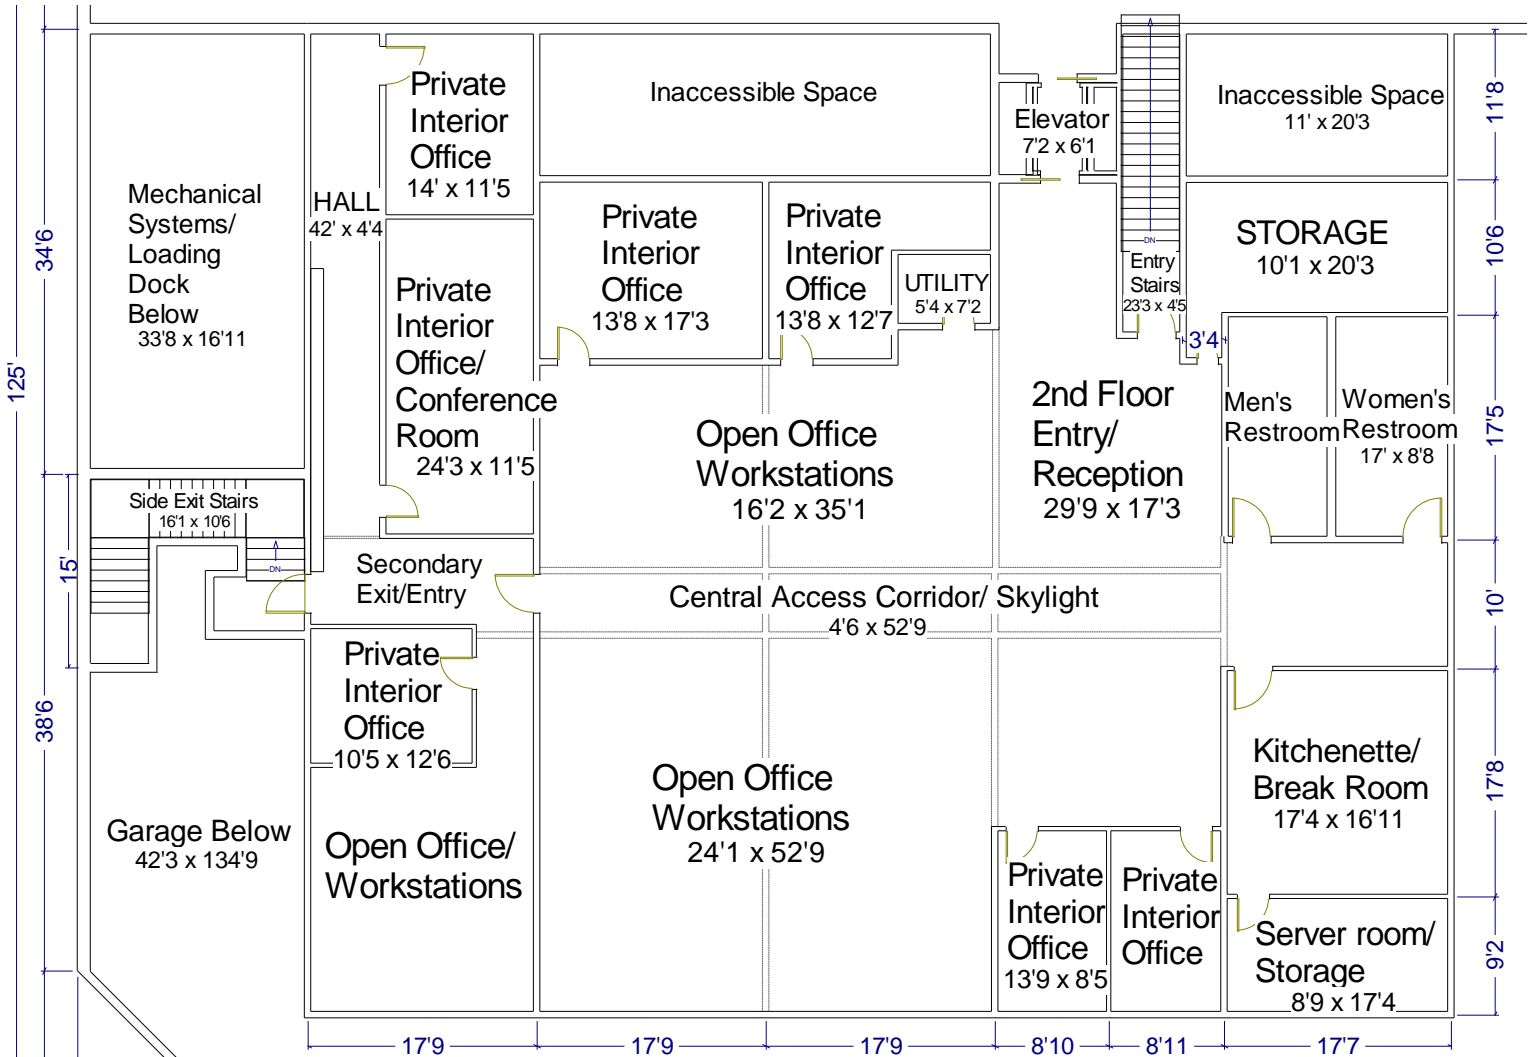 Private
Interior
Office
14' x 11'5
Inaccessible Space
Elevator
7'2 x 6'1
Inaccessible Space
11' x 20'3
11'8
Mechanical
Systems/
Loading
Dock
Below
33'8 x 16'11
HALL
42' x 4'4
34'6
125'
Private
Interior
Office
13'8 x 17'3
Private
Interior
Office
13'8 x 12'7
UTILITY
5'4 x 7'2
DN
Entry
Stairs
23'3 x 4'5
STORAGE
10'1 x 20'3
10'6
3'4
Private
Interior
Office/
Conference
Room
24'3 x 11'5
Open Office
Workstations
16'2 x 35'1
2nd Floor
Entry/
Reception
29'9 x 17'3
Men's
Restroom
Women's
Restroom
17' x 8'8
17'5
Side Exit Stairs
16'1 x 10'6
DN
15'
Secondary
Exit/Entry
Central Access Corridor/ Skylight
4'6 x 52'9
10'
Private
Interior
Office
10'5 x 12'6
38'6
Garage Below
42'3 x 134'9
Open Office/
Workstations
Open Office
Workstations
24'1 x 52'9
Kitchenette/
Break Room
17'4 x 16'11
17'8
Private
Interior
Office
13'9 x 8'5
Private
Interior
Office
Server room/
Storage
8'9 x 17'4
9'2
17'9
17'9
17'9
8'10
8'11
17'7